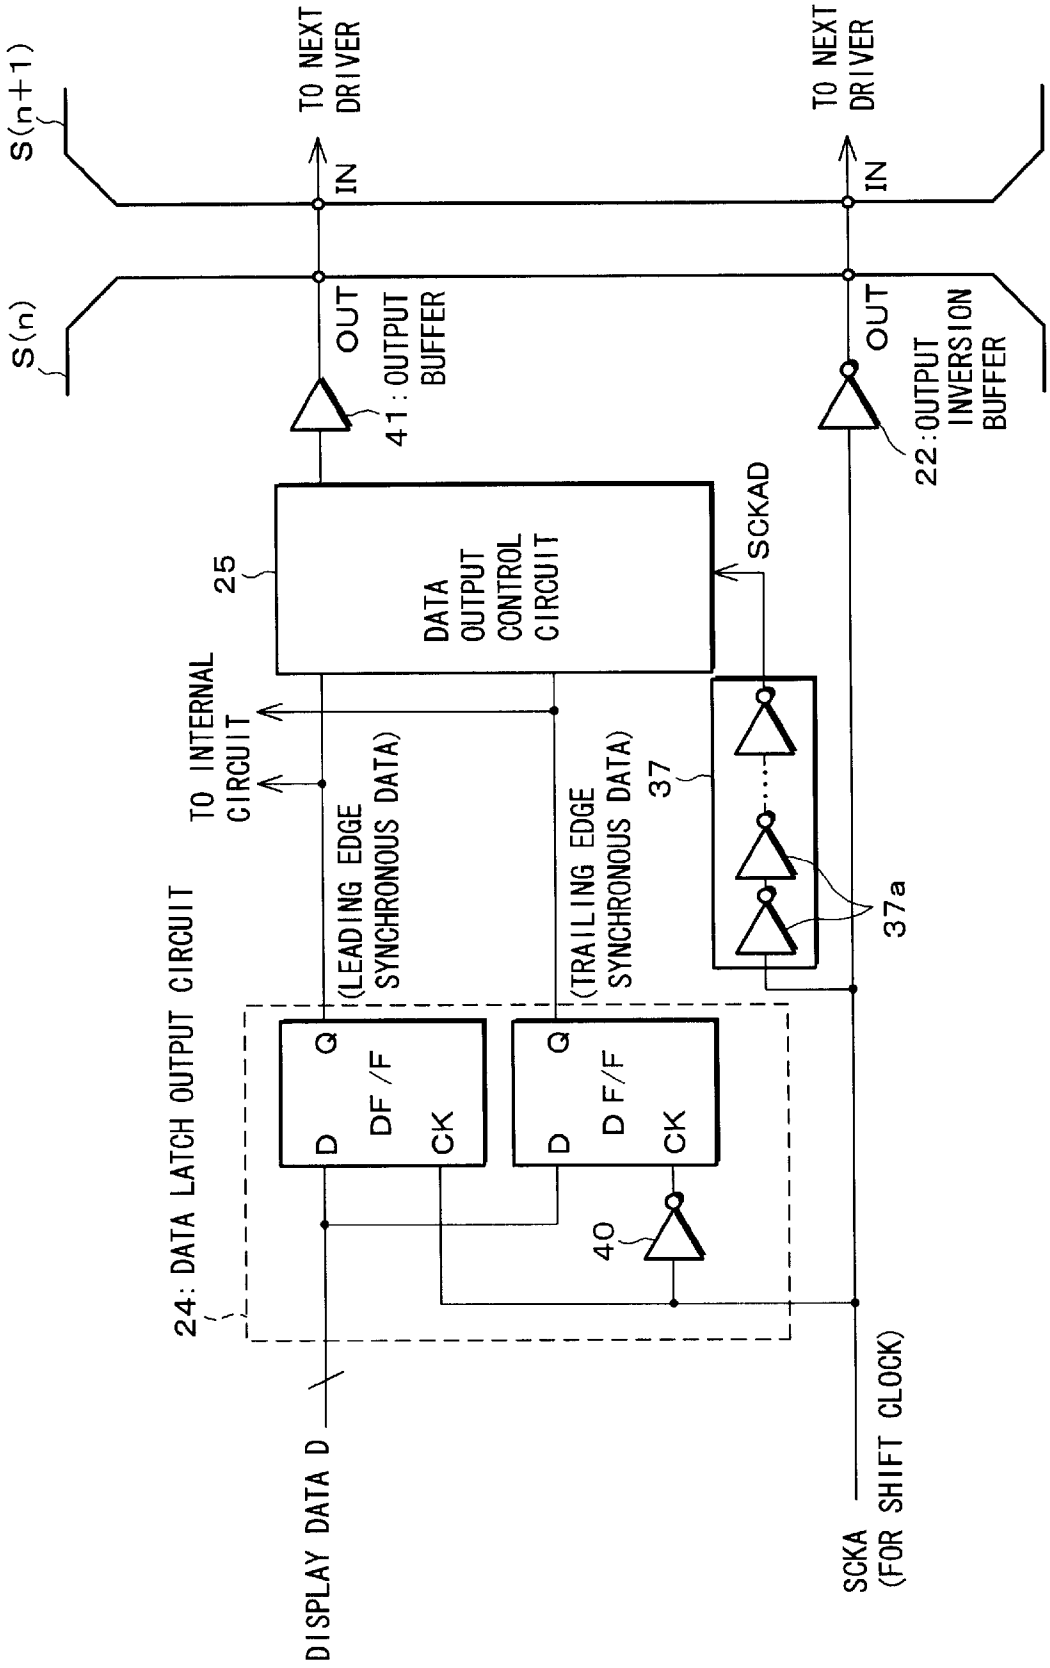 S(n)
S(n+1)
24: DATA LATCH OUTPUT CIRCUIT
TO INTERNAL
CIRCUIT
25
DISPLAY DATA D
D
Q
DF/F
CK
(LEADING EDGE
SYNCHRONOUS DATA)
DATA
OUTPUT
CONTROL
CIRCUIT
OUT
41: OUTPUT
BUFFER
IN
TO NEXT
DRIVER
D
Q
DF/F
CK
40
(TRAILING EDGE
SYNCHRONOUS DATA)
37
37a
SCKAD
SCKA
(FOR SHIFT CLOCK)
22: OUTPUT
INVERSION
BUFFER
OUT
IN
TO NEXT
DRIVER